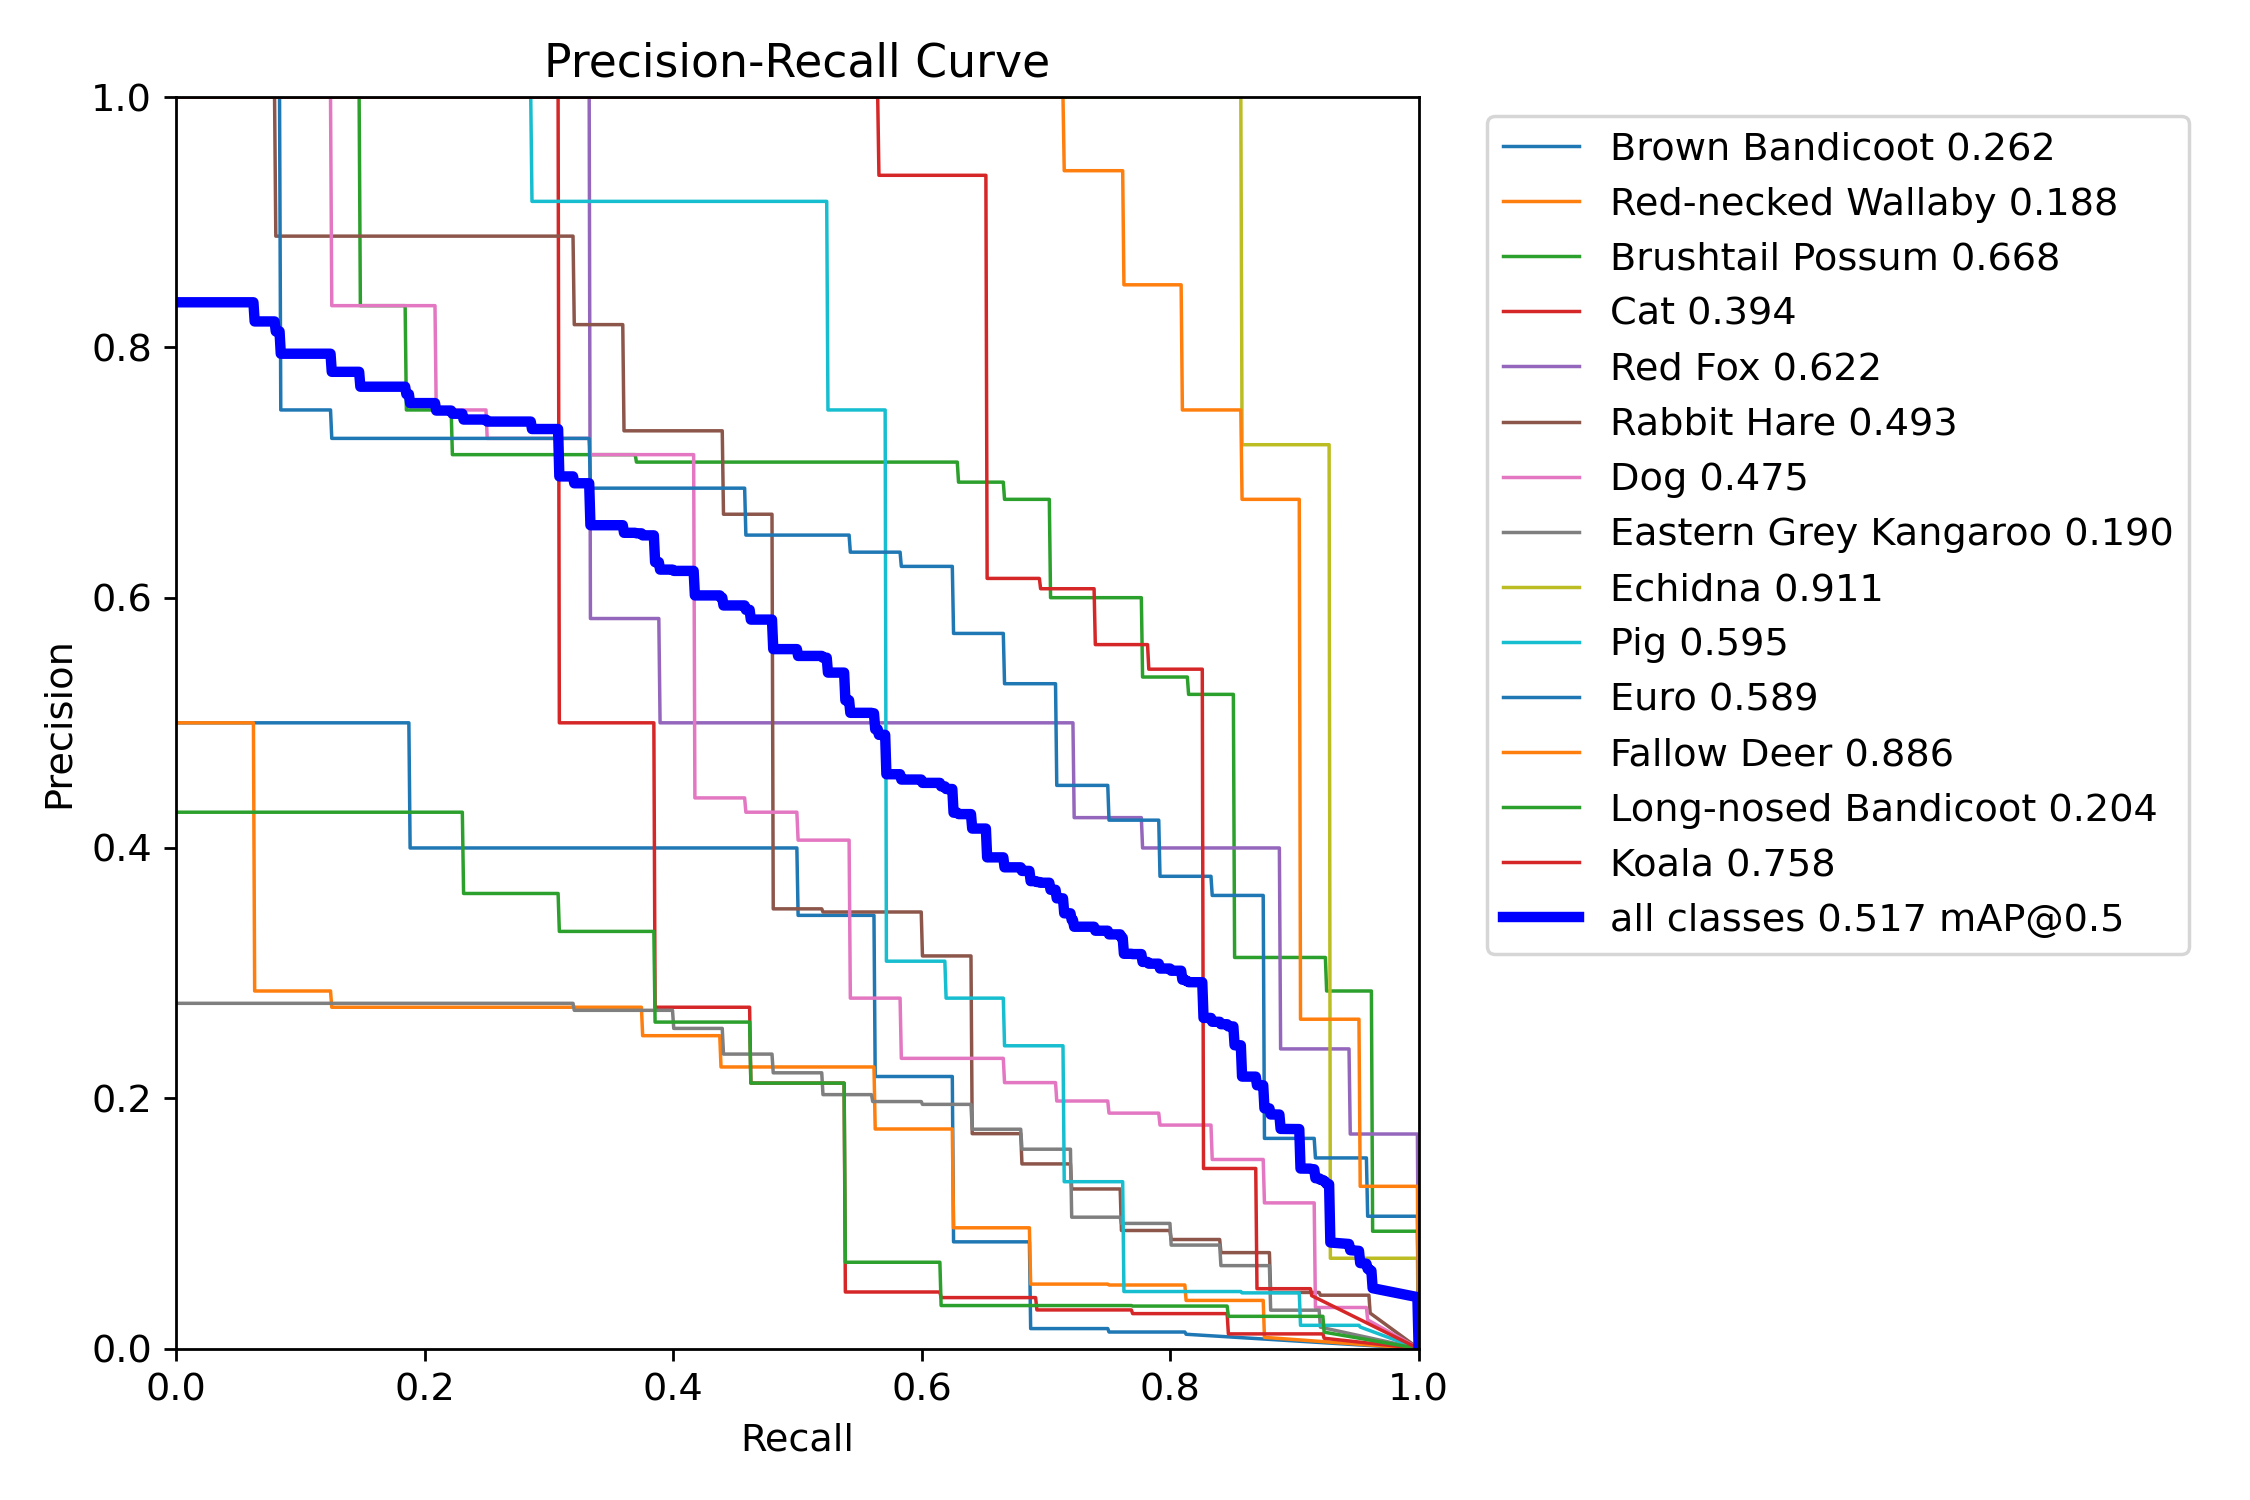 Precision-Recall Curve
1.0
0.8
0.6
0.4
0.2
0.0
Precision
0.0 0.2 0.4 0.6 0.8 1.0
Recall
Brown Bandicoot 0.262
Red-necked Wallaby 0.188
Brushtail Possum 0.668
Cat 0.394
Red Fox 0.622
Rabbit Hare 0.493
Dog 0.475
Eastern Grey Kangaroo 0.190
Echidna 0.911
Pig 0.595
Euro 0.589
Fallow Deer 0.886
Long-nosed Bandicoot 0.204
Koala 0.758
all classes 0.517 mAP@0.5